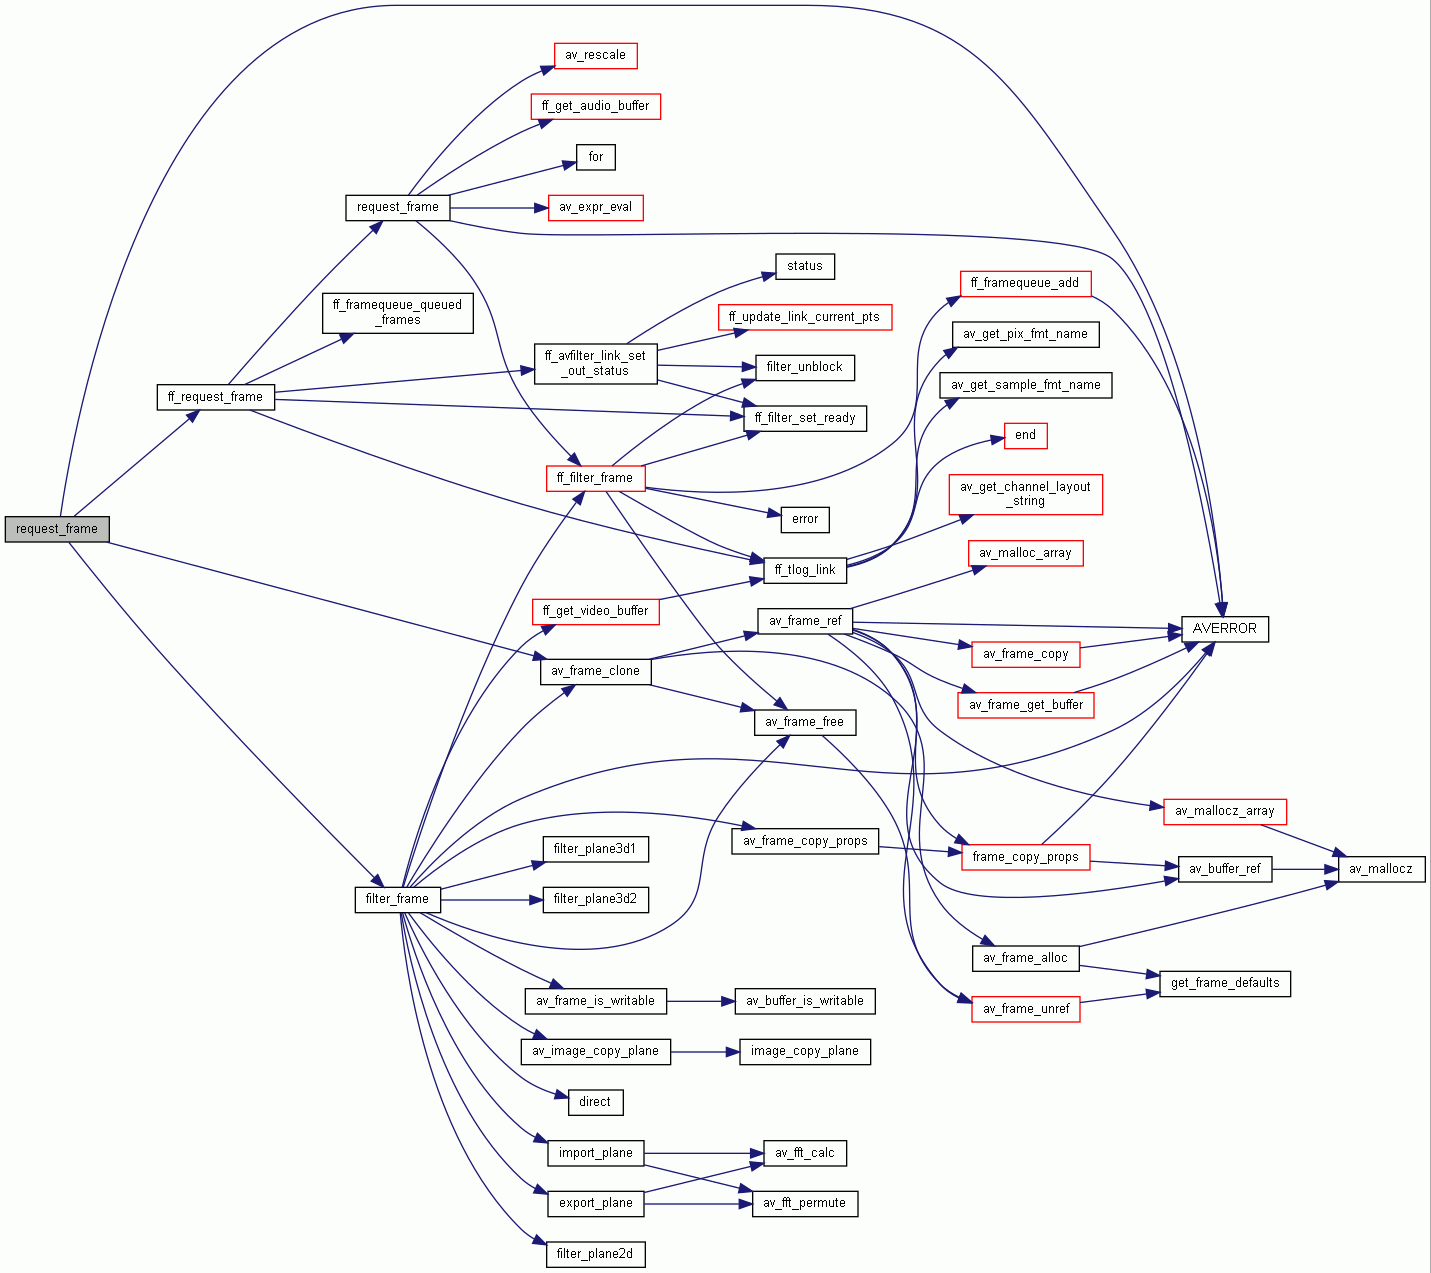 av_rescale
ff_get_audio_buffer
for
request_frame
av_expr_eval
status
ff_framequeue_add
ff_framequeue_queued
_frames
ff_update_link_current_pts
av_get_pix_fmt_name
ff_avfilter_link_set
_out_status
filter_unblock
av_get_sample_fmt_name
ff_request_frame
ff_filter_set_ready
end
ff_filter_frame
av_get_channel_layout
_string
request_frame
error
av_malloc_array
ff_tlog_link
ff_get_video_buffer
av_frame_ref
AVERROR
av_frame_copy
av_frame_clone
av_frame_get_buffer
av_frame_free
av_mallocz_array
av_frame_copy_props
filter_plane3d1
frame_copy_props
av_buffer_ref
av_mallocz
filter_frame
filter_plane3d2
av_frame_alloc
get_frame_defaults
av_frame_is_writable
av_buffer_is_writable
av_frame_unref
av_image_copy_plane
image_copy_plane
direct
import_plane
av_fft_calc
export_plane
av_fft_permute
filter_plane2d